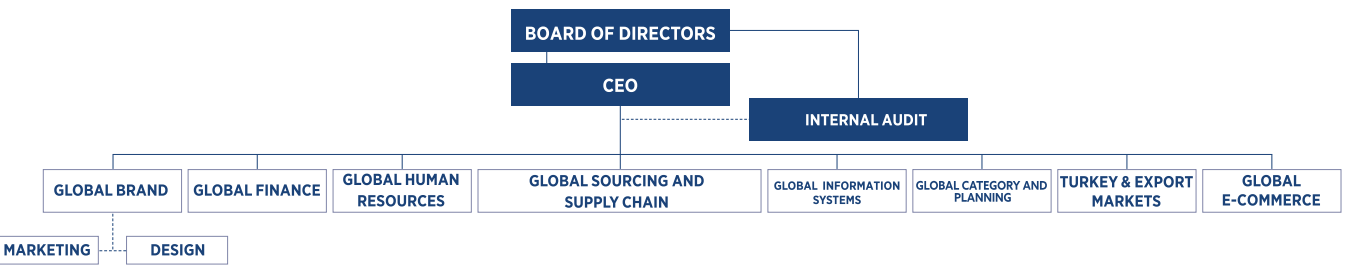 BOARD OF DIRECTORS
CEO
INTERNAL AUDIT
GLOBAL BRAND
GLOBAL FINANCE
GLOBAL HUMAN
RESOURCES
GLOBAL SOURCING AND
SUPPLY CHAIN
GLOBAL INFORMATION
SYSTEMS
GLOBAL CATEGORY AND
PLANNING
TURKEY & EXPORT
MARKETS
GLOBAL
E-COMMERCE
MARKETING
DESIGN